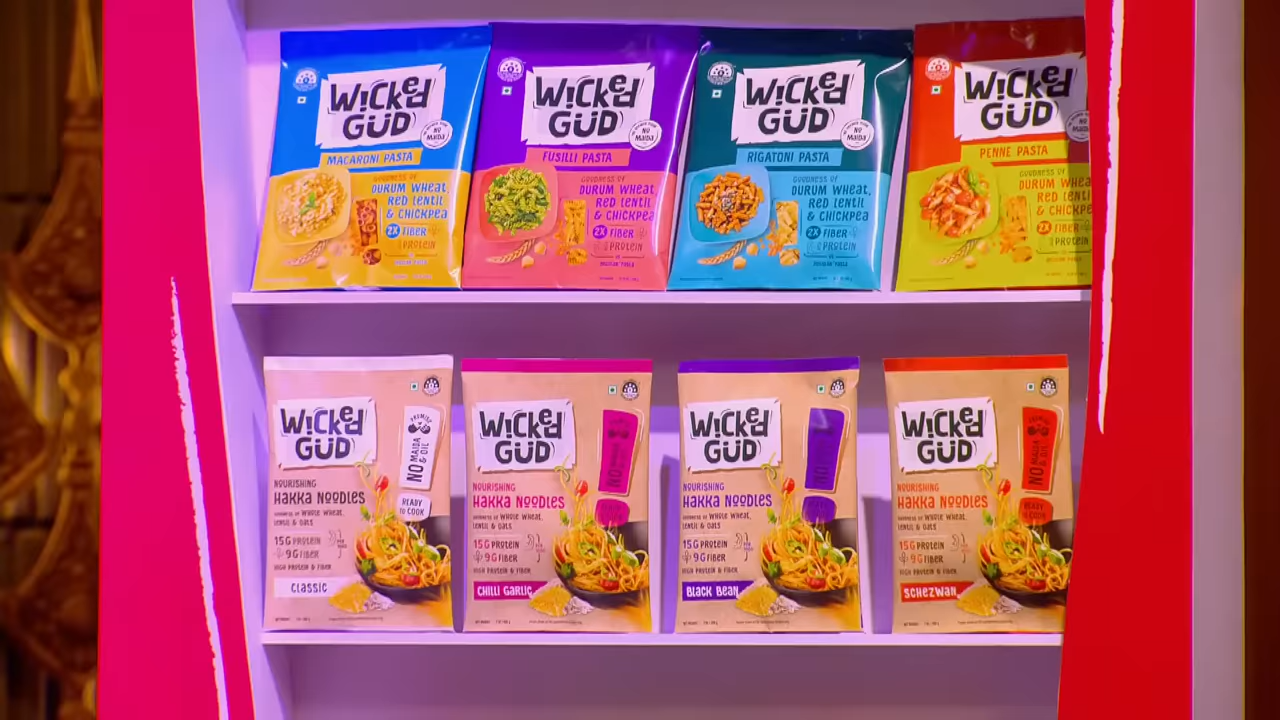 WICKED
GUD
NO
MAIDA
MACARONI PASTA
GOODNESS OF
DURUM WHEAT,
RED LENTIL
& CHICKPEA
2X FIBER
PROTEIN
WICKED
GUD
NO
MAIDA
FUSILLI PASTA
GOODNESS OF
DURUM WHEAT,
RED LENTIL
& CHICKPEA
2X FIBER
PROTEIN
WICKED
GUD
NO
MAIDA
RIGATONI PASTA
GOODNESS OF
DURUM WHEAT,
RED LENTIL
& CHICKPEA
2X FIBER
PROTEIN
WICKED
GUD
NO
MAIDA
PENNE PASTA
GOODNESS OF
DURUM WHEA
RED LENTIL
& CHICKPE
2X FIBER
PROTEIN
WICKED
GUD
PROMISE
NO MAIDA & OIL
NOURISHING
HAKKA NOODLES
READY
TO COOK
GOODNESS OF WHOLE WHEAT,
LENTIL & OATS
15G PROTEIN
9G FIBER
HIGH PROTEIN & FIBER
CLASSIC
WICKED
GUD
NOURISHING
HAKKA NOODLES
GOODNESS OF WHOLE WHEAT,
LENTIL & OATS
15G PROTEIN
9G FIBER
HIGH PROTEIN & FIBER
CHILLI GARLIC
WICKED
GUD
NOURISHING
HAKKA NOODLES
GOODNESS OF WHOLE WHEAT,
LENTIL & OATS
15G PROTEIN
9G FIBER
HIGH PROTEIN & FIBER
BLACK BEAN
WICKED
GUD
NO MAIDA & OIL
NOURISHING
HAKKA NOODLES
READY
TO COOK
GOODNESS OF WHOLE WHEAT,
LENTIL & OATS
15G PROTEIN
9G FIBER
HIGH PROTEIN & FIBER
SCHEZWAN